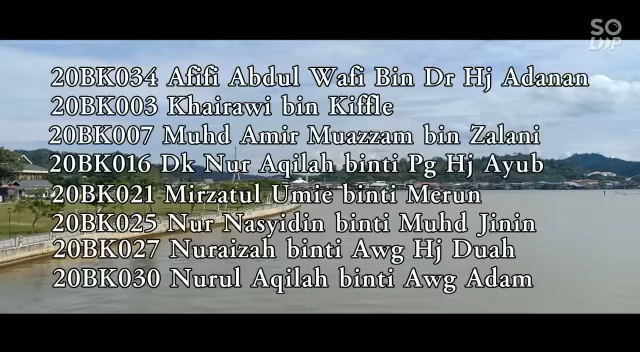 SO
LOOP
20BK034 Afifi Abdul Wafi Bin Dr Hj Adanan
20BK003 Khairawi bin Kiffle
20BK007 Muhd Amir Muazzam bin Zalani
20BK016 Dk Nur Aqilah binti Pg Hj Ayub
20BK021 Mirzatul Umie binti Merun
20BK025 Nur Nasyidin binti Muhd Jinin
20BK027 Nuraizah binti Awg Hj Duah
20BK030 Nurul Aqilah binti Awg Adam